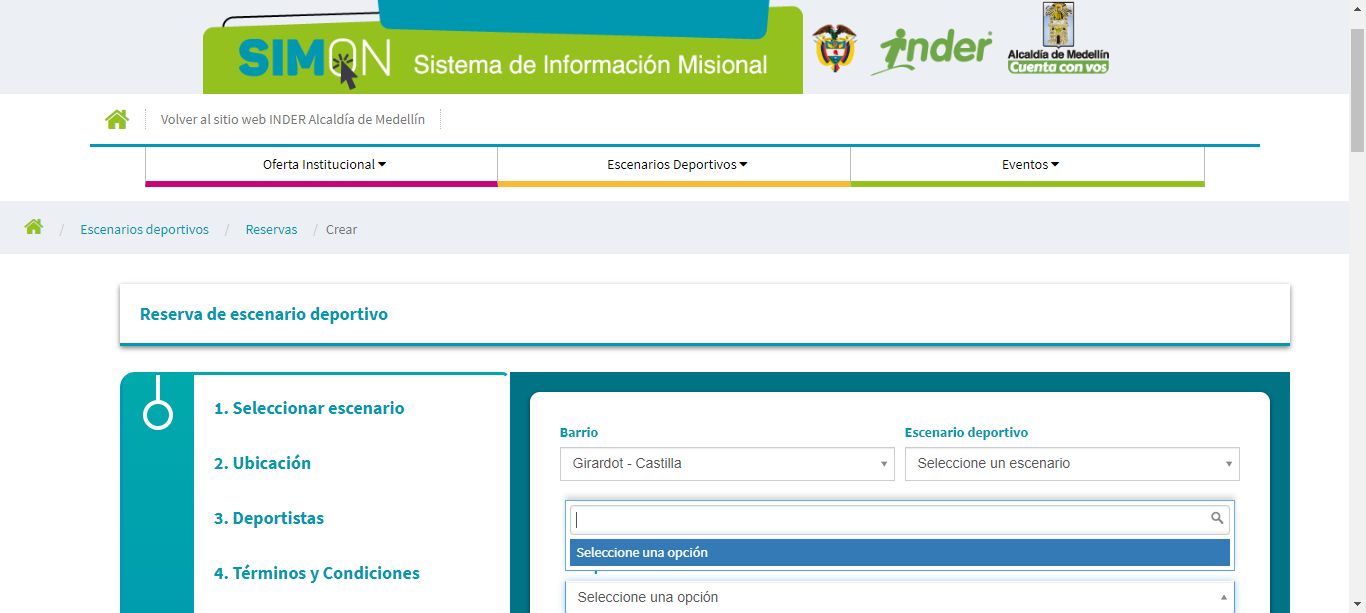 SIMON Sistema de Información Misional
inder
Alcaldía de Medellín
Cuenta con vos
Volver al sitio web INDER Alcaldía de Medellín
Oferta Institucional
Escenarios Deportivos
Eventos
/ Escenarios deportivos / Reservas / Crear
Reserva de escenario deportivo
1. Seleccionar escenario
2. Ubicación
3. Deportistas
4. Términos y Condiciones
Barrio
Escenario deportivo
Girardot - Castilla
Seleccione un escenario
Seleccione una opción
Seleccione una opción